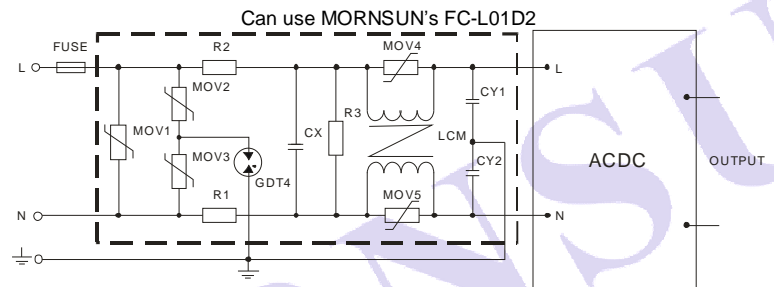 Can use MORNSUN's FC-L01D2
FUSE
R2
MOV4
L
L
MOV2
CY1
R3
MOV1
CX
LCM
MOV3
CY2
ACDC
OUTPUT
GDT4
R1
MOV5
N
N
MORNSUN